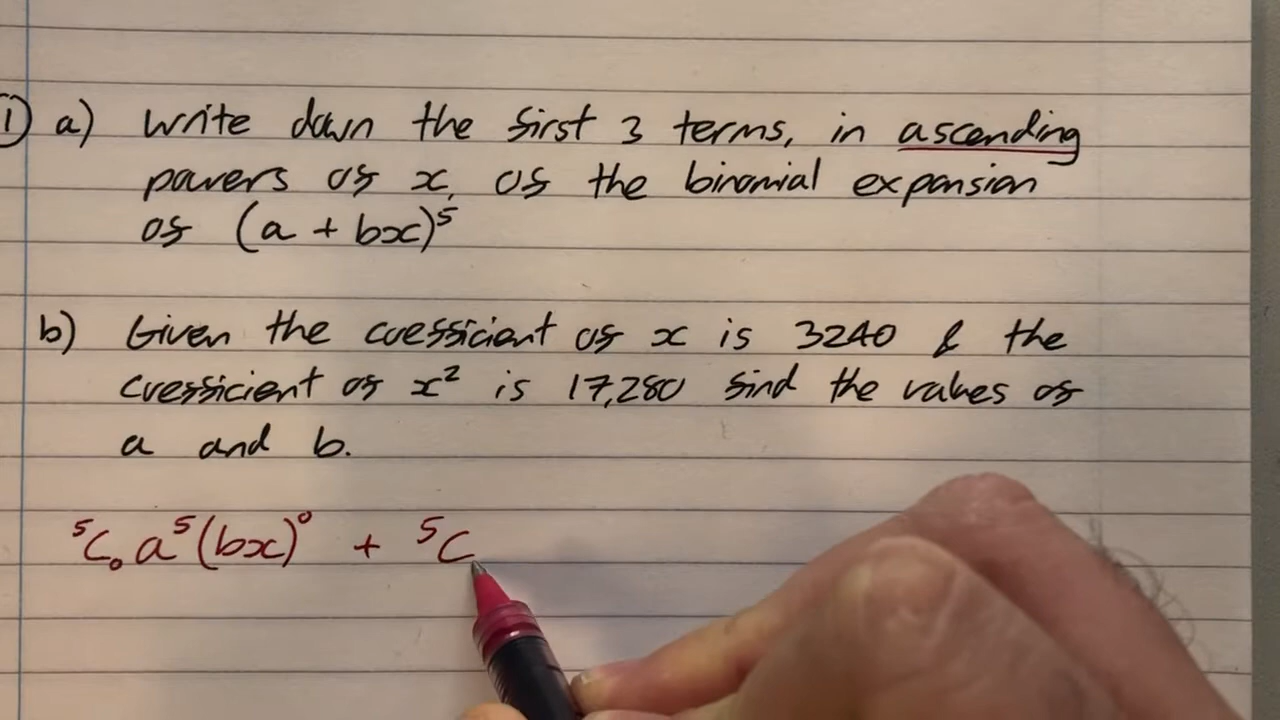 1) a) Write down the first 3 terms, in ascending
powers of x, of the binomial expansion
of (a + bx)⁵
b) Given the coefficient of x is 3240 & the
coefficient of x² is 17,280 find the values of
a and b.
⁵C₀ a⁵(bx)⁰ + ⁵C